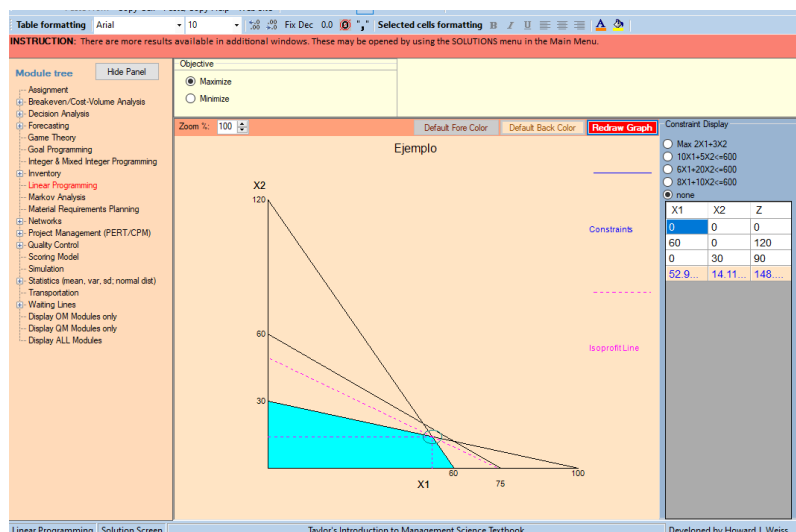 Table formatting Arial 10 Fix Dec 0.0 "," Selected cells formatting B I U A
INSTRUCTION: There are more results available in additional windows. These may be opened by using the SOLUTIONS menu in the Main Menu.
Module tree
Hide Panel
Assignment
Breakeven/Cost-Volume Analysis
Decision Analysis
Forecasting
Game Theory
Goal Programming
Integer & Mixed Integer Programming
Inventory
Linear Programming
Markov Analysis
Material Requirements Planning
Networks
Project Management (PERT/CPM)
Quality Control
Scoring Model
Simulation
Statistics (mean, var, sd; normal dist)
Transportation
Waiting Lines
Display OM Modules only
Display QM Modules only
Display ALL Modules
Objective
Maximize
Minimize
Zoom %: 100
Default Fore Color
Default Back Color
Redraw Graph
Ejemplo
X2
120
60
30
X1
60
75
100
Constraints
IsoprofitLine
Constraint Display
Max 2X1+3X2
10X1+5X2<=600
6X1+20X2<=600
8X1+10X2<=600
none
X1 X2 Z
0 0 0
60 0 120
0 30 90
52.9... 14.11... 148....
Linear Programming Solution Screen Taylor's Introduction to Management Science Textbook Developed by Howard J. Weiss